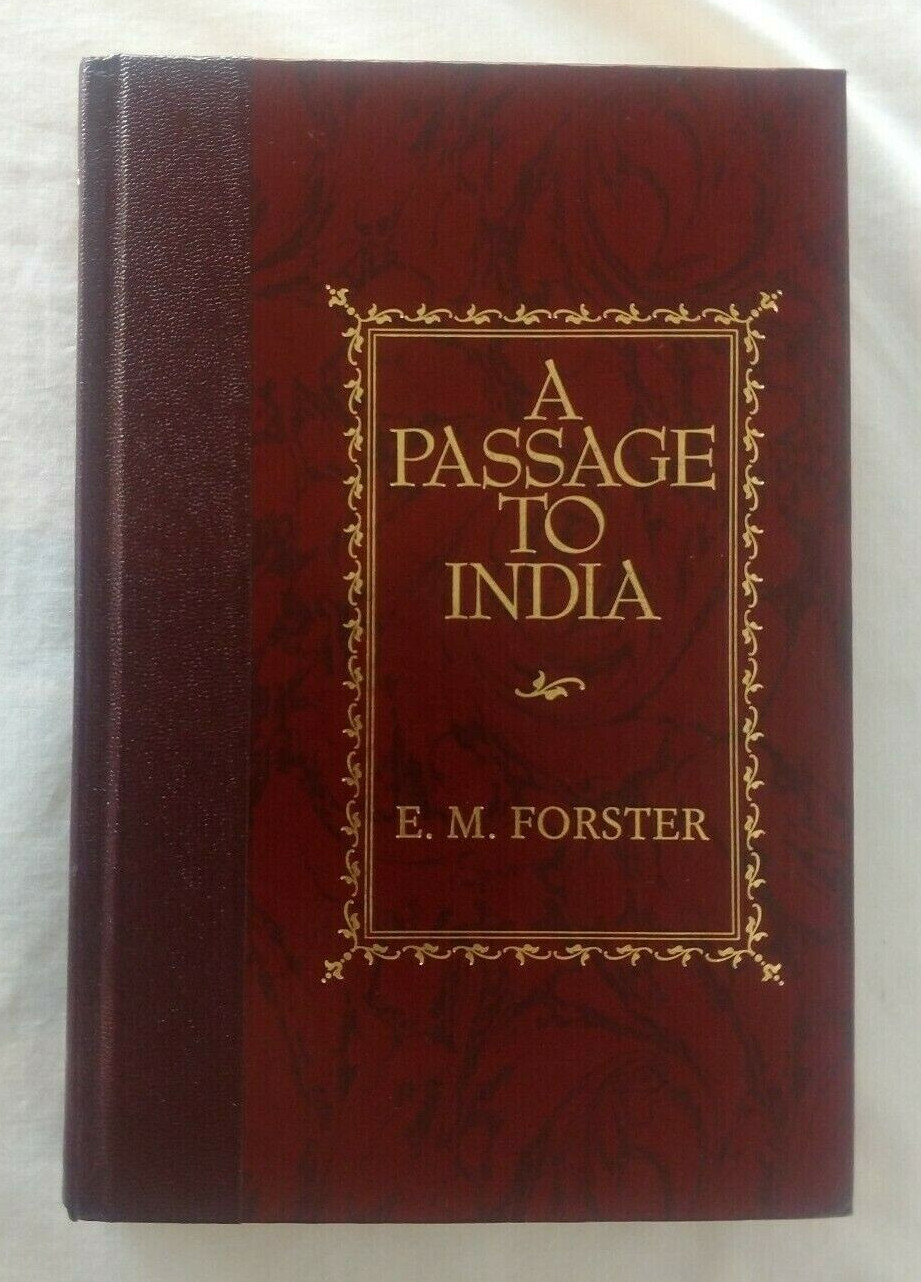 A
PASSAGE
TO
INDIA
E. M. FORSTER